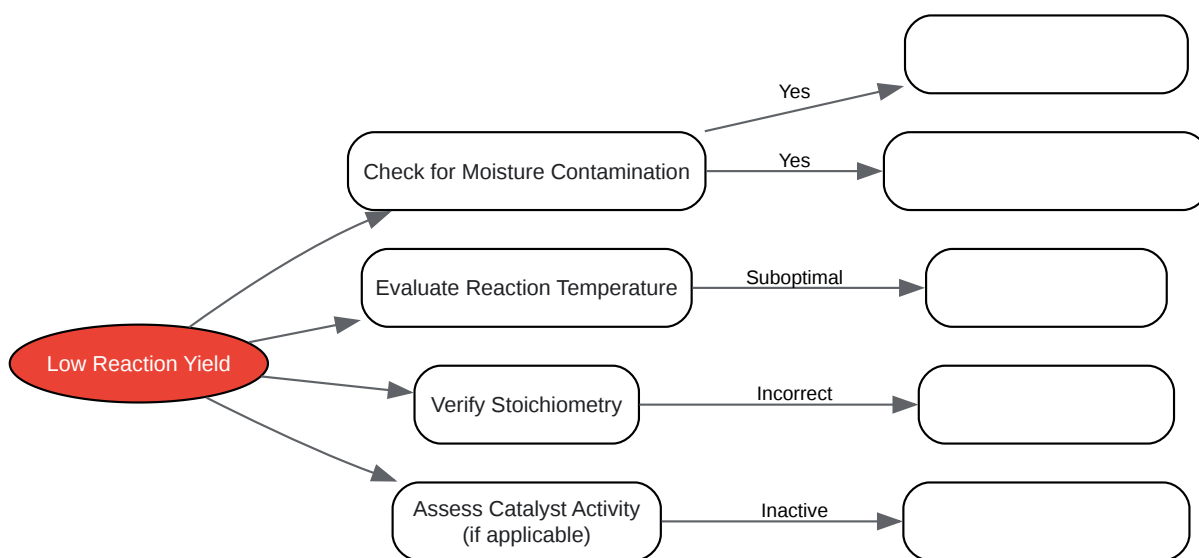 Yes
Check for Moisture Contamination
Yes
Evaluate Reaction Temperature
Suboptimal
Low Reaction Yield
Verify Stoichiometry
Incorrect
Assess Catalyst Activity
(if applicable)
Inactive